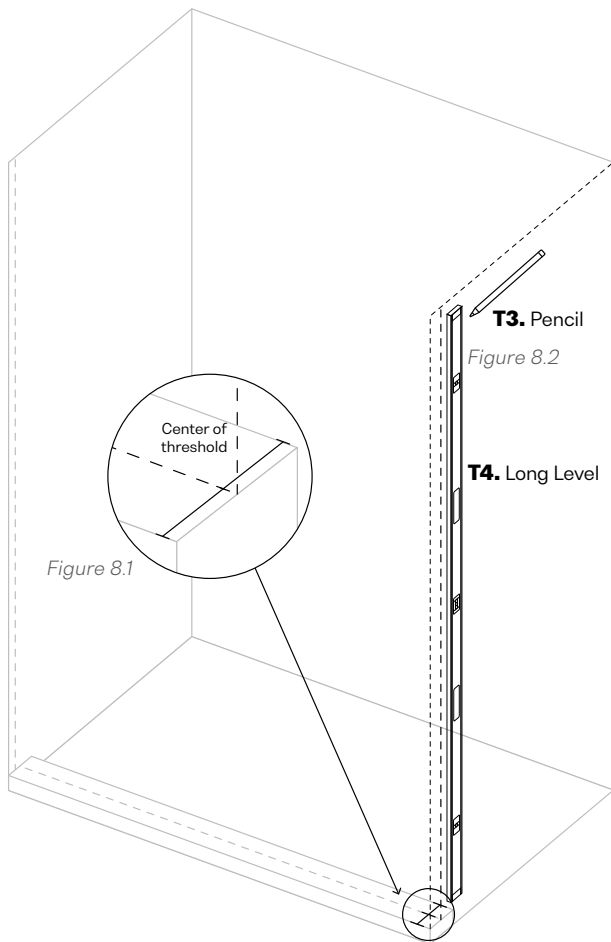 T3. Pencil
Figure 8.2
Center of
threshold
T4. Long Level
Figure 8.1